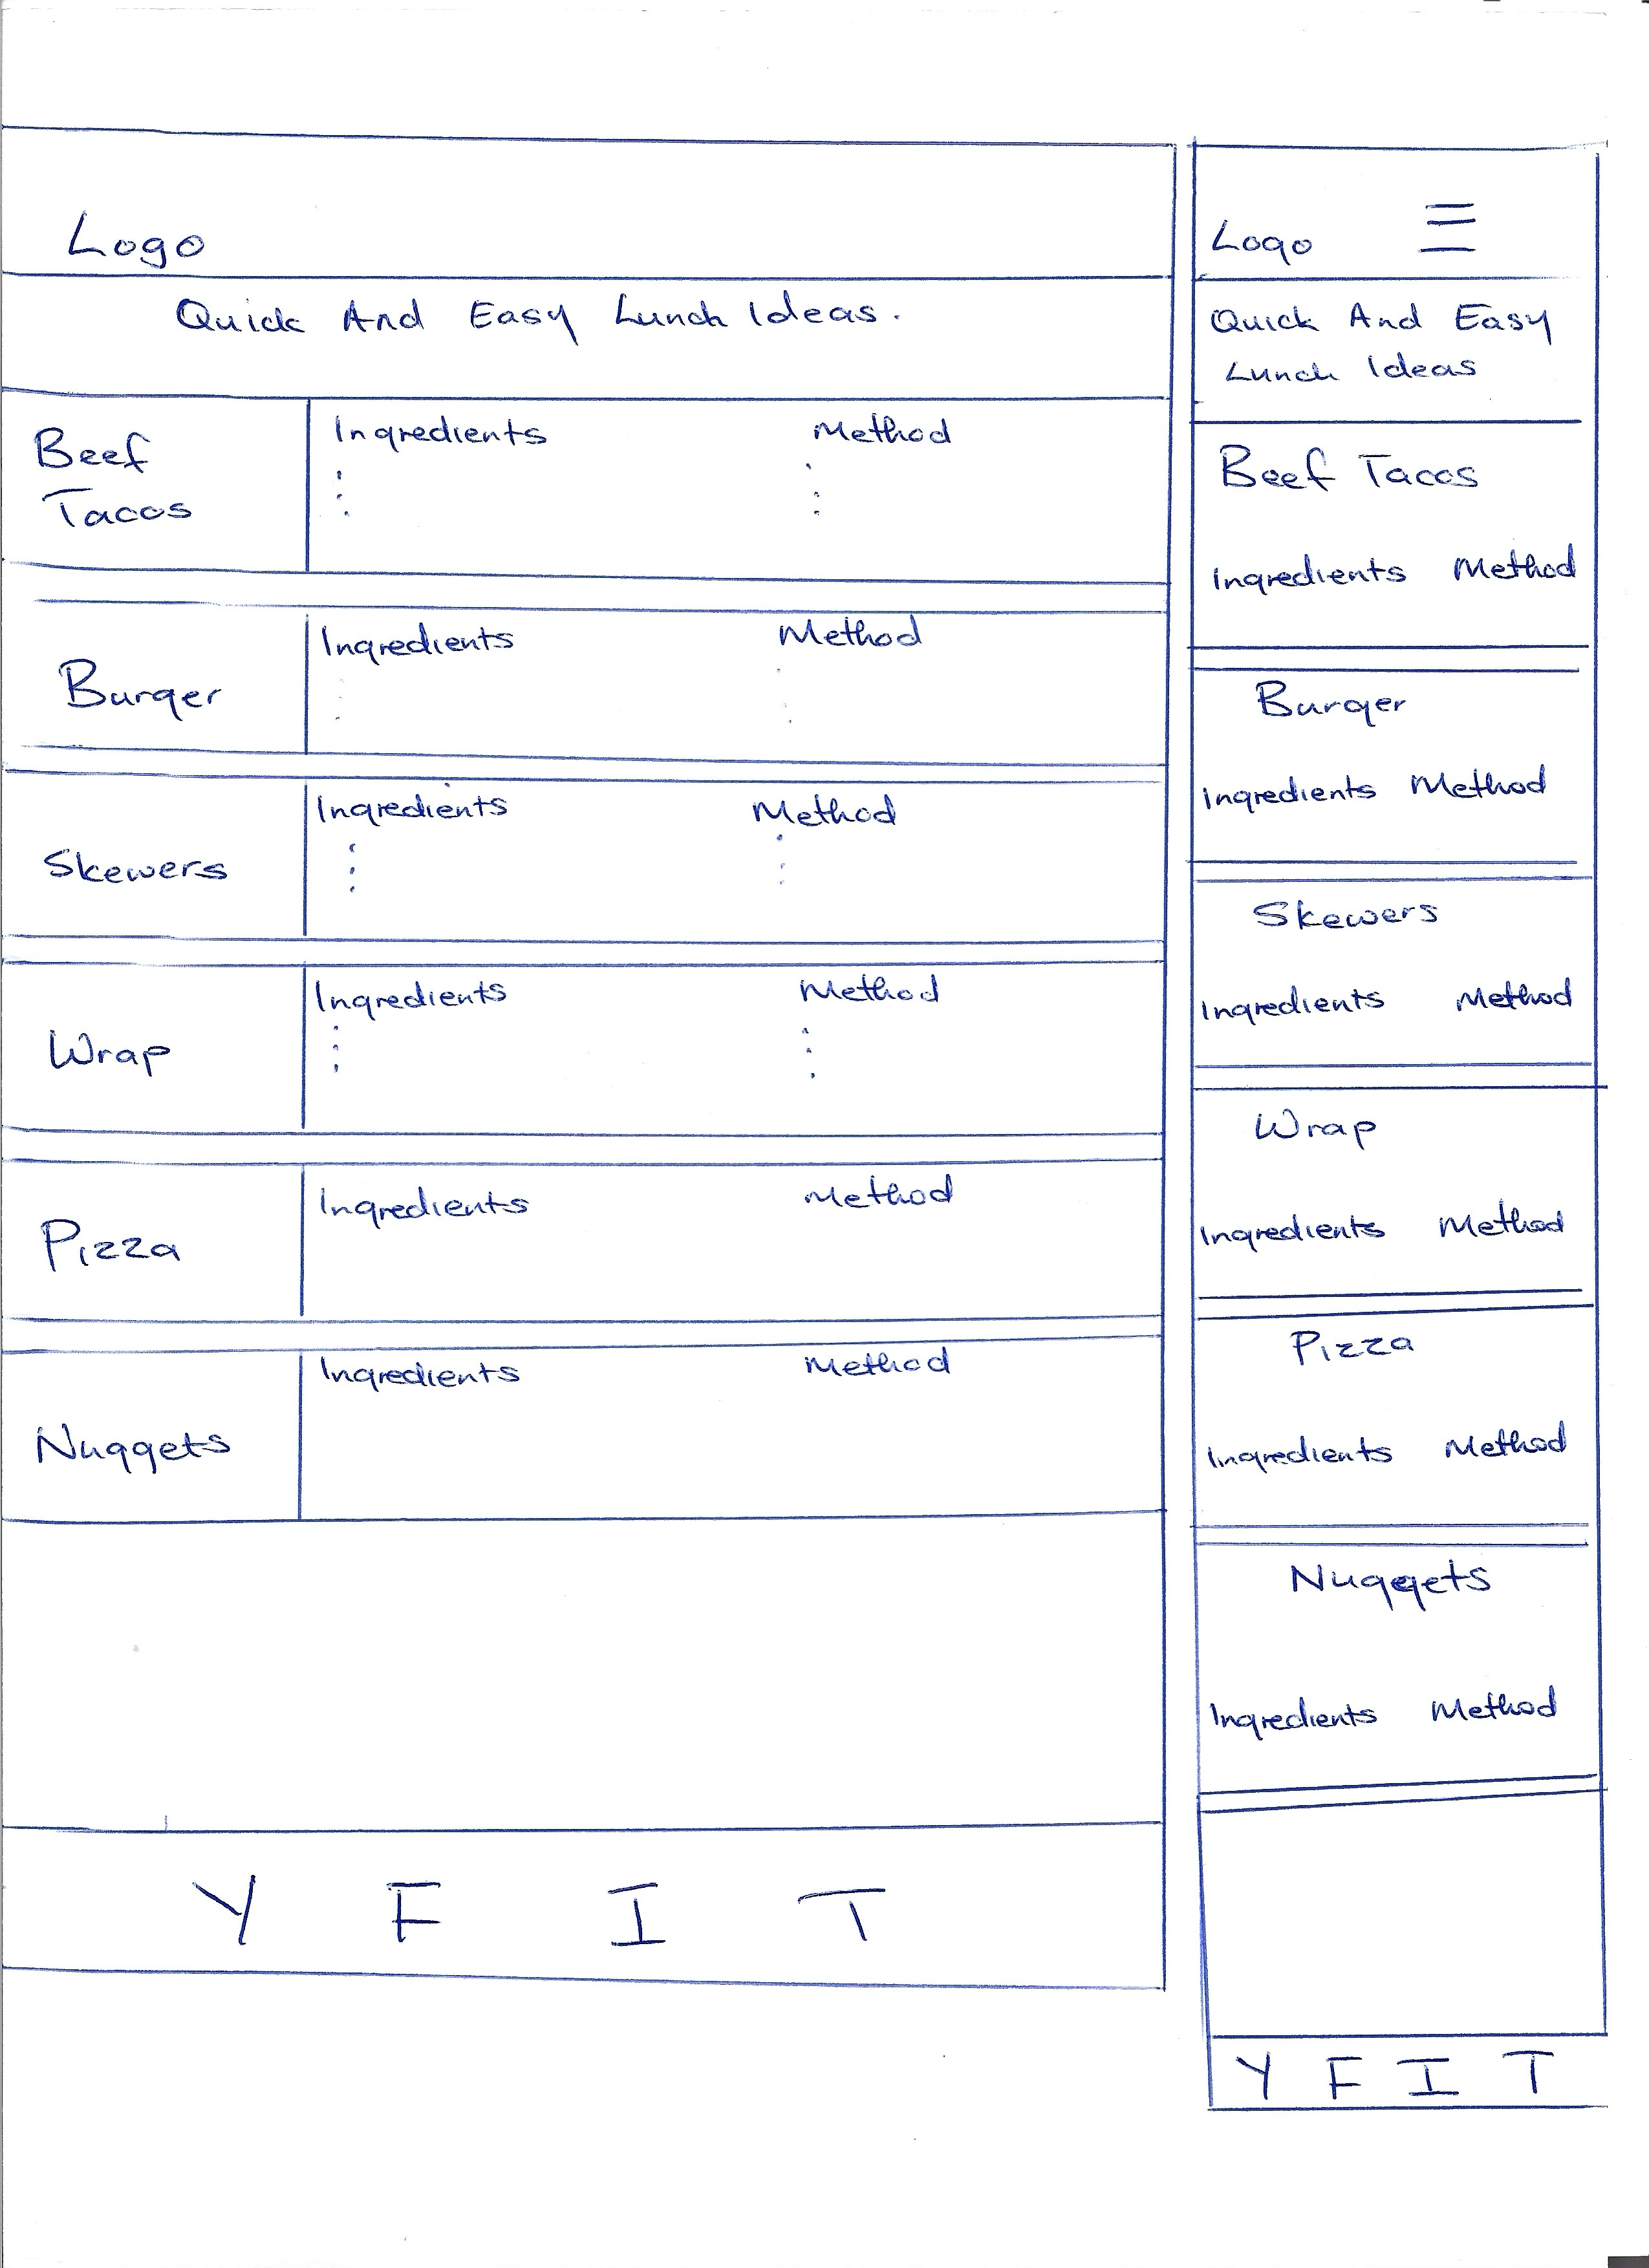 Logo
Quick And Easy Lunch Ideas.
Beef
Tacos
Ingredients Method
Burger
Ingredients Method
Skewers
Ingredients Method
Wrap
Ingredients Method
Pizza
Ingredients Method
Nuggets
Ingredients Method
Y F I T
Logo
Quick And Easy
Lunch Ideas
Beef Tacos
Ingredients Method
Burger
Ingredients Method
Skewers
Ingredients Method
Wrap
Ingredients Method
Pizza
Ingredients Method
Nuggets
Ingredients Method
Y F I T